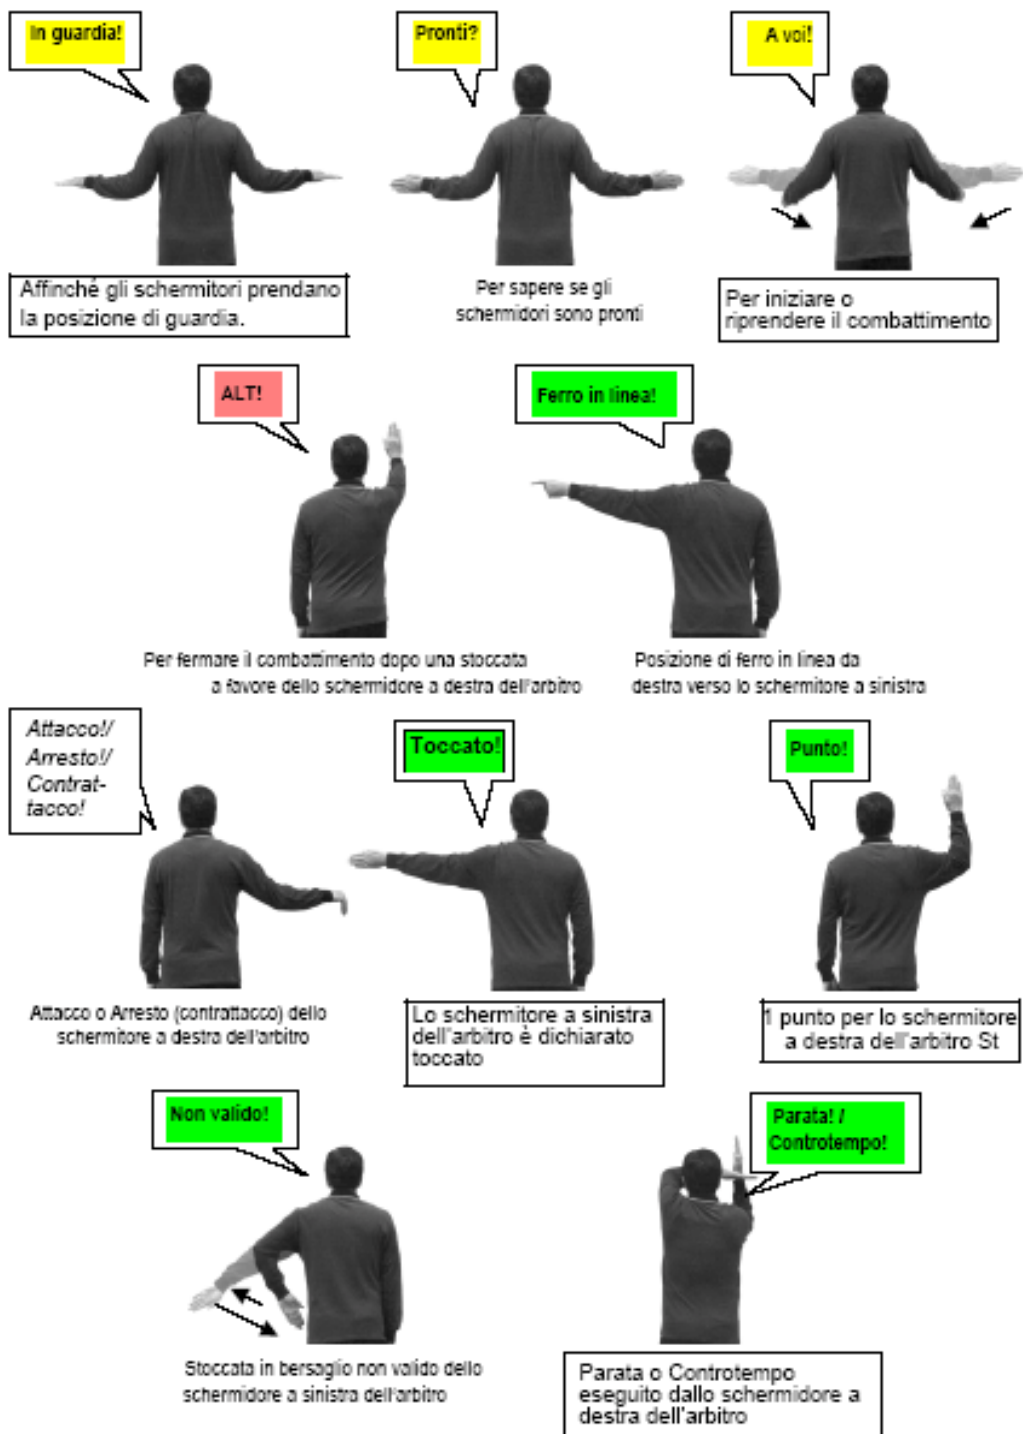 In guardia!
Pronti?
A voi!
Affinché gli schermitori prendano
la posizione di guardia.
Per sapere se gli
schermidori sono pronti
Per iniziare o
riprendere il combattimento
ALT!
Ferro in linea!
Per fermare il combattimento dopo una stoccata
a favore dello schermidore a destra dell'arbitro
Posizione di ferro in linea da
destra verso lo schermitore a sinistra
Attacco!/
Arresto!/
Contrat-
tacco!
Toccato!
Punto!
Attacco o Arresto (contrattacco) dello
schermitore a destra dell'arbitro
Lo schermitore a sinistra
dell'arbitro è dichiarato
toccato
1 punto per lo schermitore
a destra dell'arbitro St
Non valido!
Parata! /
Controtempo!
Stoccata in bersaglio non valido dello
schermidore a sinistra dell'arbitro
Parata o Controtempo
eseguito dallo schermidore a
destra dell'arbitro